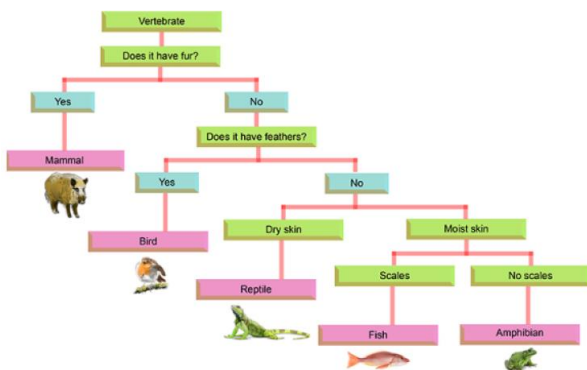 Vertebrate
Does it have fur?
Yes
No
Does it have feathers?
Mammal
Yes
No
Dry skin
Moist skin
Bird
Scales
No scales
Reptile
Fish
Amphibian